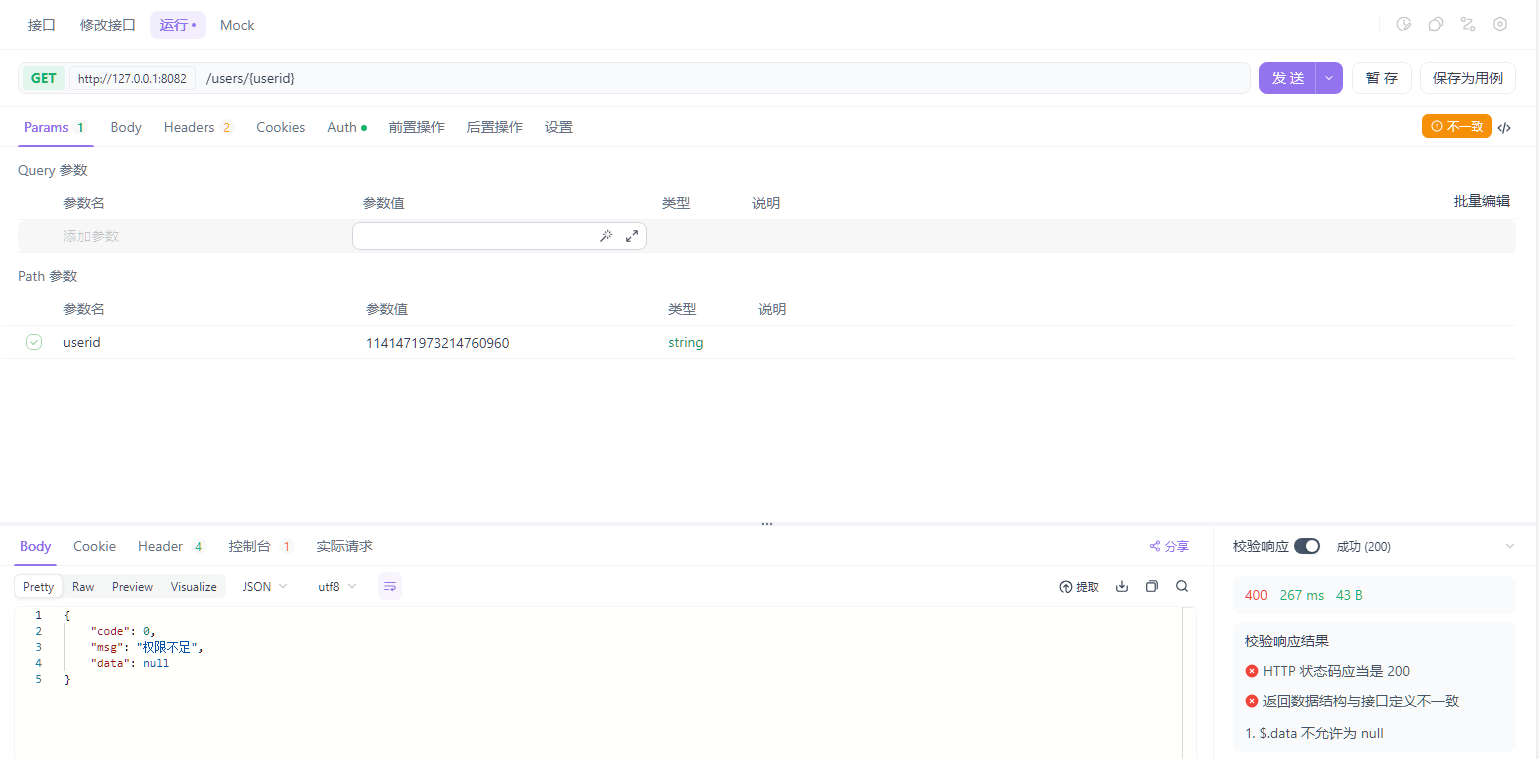 接口 修改接口 运行 • Mock
GET http://127.0.0.1:8082 /users/{userid} 发 送 暂 存 保存为用例
Params 1 Body Headers 2 Cookies Auth 前置操作 后置操作 设置 不一致 </>
Query 参数
参数名 参数值 类型 说明 批量编辑
添加参数
Path 参数
参数名 参数值 类型 说明
userid 1141471973214760960 string
Body Cookie Header 4 控制台 1 实际请求 分享
Pretty Raw Preview Visualize JSON utf8 提取
1 {
2 "code": 0,
3 "msg": "权限不足",
4 "data": null
5 }
校验响应 成功 (200)
400 267 ms 43 B
校验响应结果
HTTP 状态码应当是 200
返回数据结构与接口定义不一致
1. $.data 不允许为 null